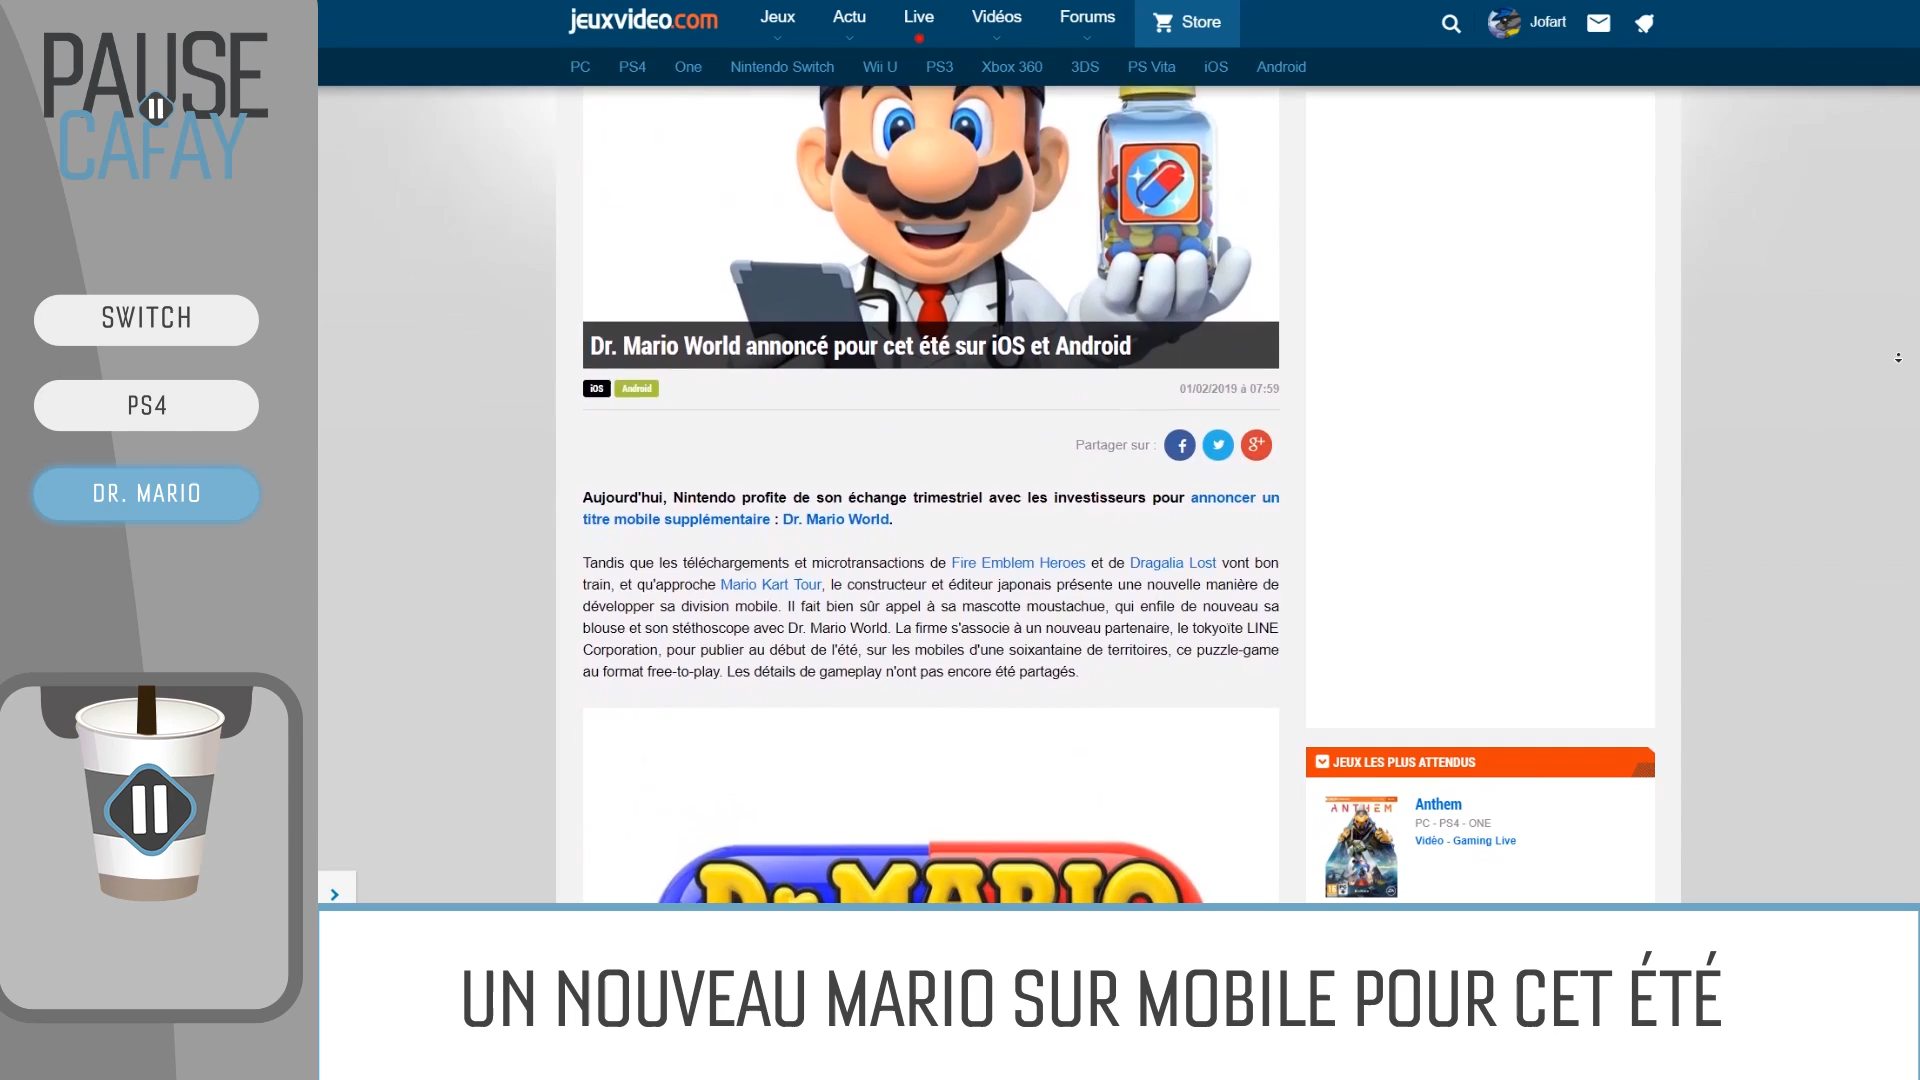 PAUSE
CAFAY
SWITCH
PS4
DR. MARIO
jeuxvideo.com
Jeux Actu Live Vidéos Forums Store Jofart
PC PS4 One Nintendo Switch Wii U PS3 Xbox 360 3DS PS Vita iOS Android
Dr. Mario World annoncé pour cet été sur iOS et Android
iOS Android 01/02/2019 à 07:59
Partager sur : f g+
Aujourd'hui, Nintendo profite de son échange trimestriel avec les investisseurs pour annoncer un
titre mobile supplémentaire : Dr. Mario World.
Tandis que les téléchargements et microtransactions de Fire Emblem Heroes et de Dragalia Lost vont bon
train, et qu'approche Mario Kart Tour, le constructeur et éditeur japonais présente une nouvelle manière de
développer sa division mobile. Il fait bien sûr appel à sa mascotte moustachue, qui enfile de nouveau sa
blouse et son stéthoscope avec Dr. Mario World. La firme s'associe à un nouveau partenaire, le tokyoïte LINE
Corporation, pour publier au début de l'été, sur les mobiles d'une soixantaine de territoires, ce puzzle-game
au format free-to-play. Les détails de gameplay n'ont pas encore été partagés.
Dr. MARIO
JEUX LES PLUS ATTENDUS
ANTHEM
Anthem
PC - PS4 - ONE
Vidéo - Gaming Live
UN NOUVEAU MARIO SUR MOBILE POUR CET ÉTÉ